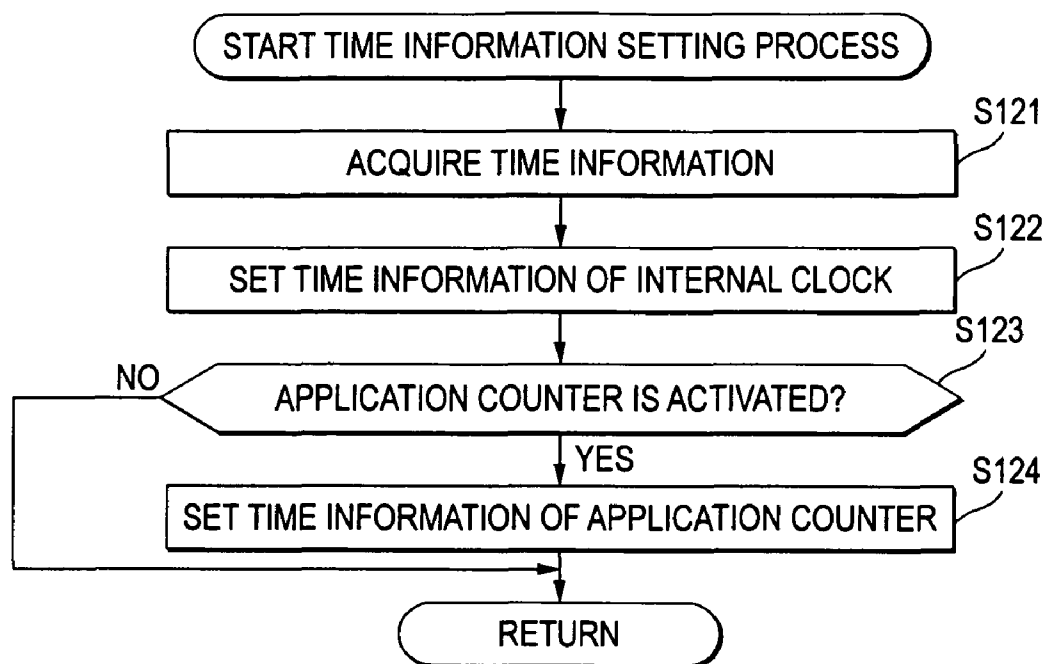 START TIME INFORMATION SETTING PROCESS
S121
ACQUIRE TIME INFORMATION
S122
SET TIME INFORMATION OF INTERNAL CLOCK
S123
NO
APPLICATION COUNTER IS ACTIVATED?
YES
S124
SET TIME INFORMATION OF APPLICATION COUNTER
RETURN